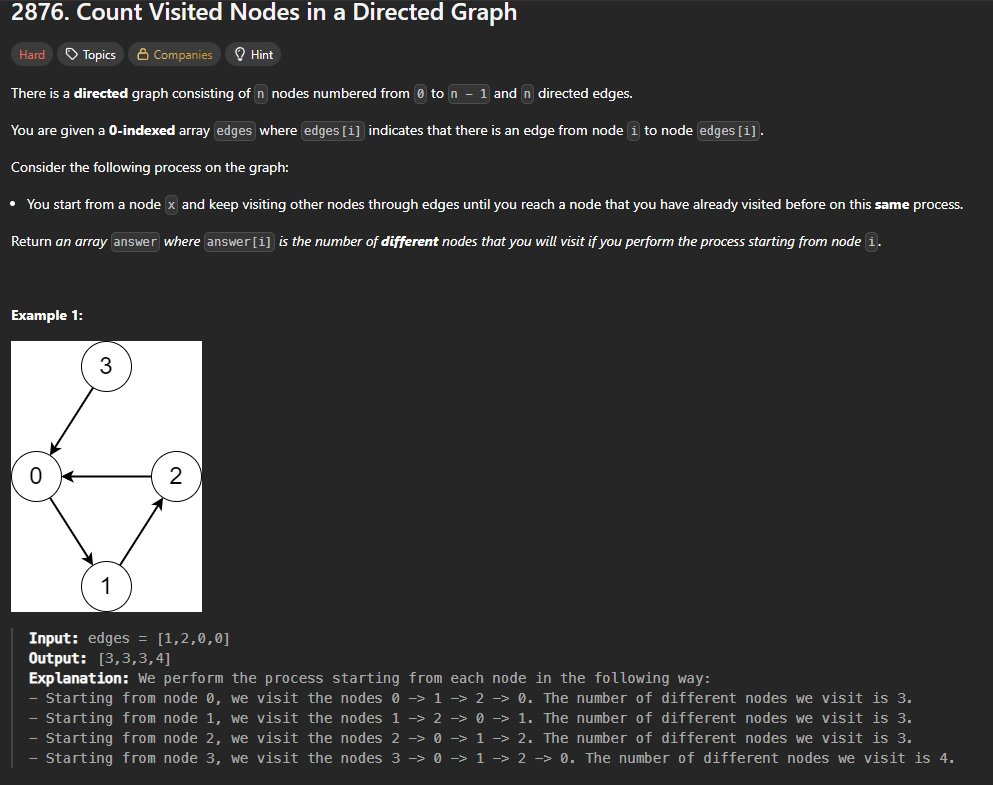 2876. Count Visited Nodes in a Directed Graph
Hard Topics Companies Hint
There is a directed graph consisting of n nodes numbered from 0 to n - 1 and n directed edges.
You are given a 0-indexed array edges where edges[i] indicates that there is an edge from node i to node edges[i].
Consider the following process on the graph:
• You start from a node x and keep visiting other nodes through edges until you reach a node that you have already visited before on this same process.
Return an array answer where answer[i] is the number of different nodes that you will visit if you perform the process starting from node i.
Example 1:
3
0 2
1
Input: edges = [1,2,0,0]
Output: [3,3,3,4]
Explanation: We perform the process starting from each node in the following way:
- Starting from node 0, we visit the nodes 0 -> 1 -> 2 -> 0. The number of different nodes we visit is 3.
- Starting from node 1, we visit the nodes 1 -> 2 -> 0 -> 1. The number of different nodes we visit is 3.
- Starting from node 2, we visit the nodes 2 -> 0 -> 1 -> 2. The number of different nodes we visit is 3.
- Starting from node 3, we visit the nodes 3 -> 0 -> 1 -> 2 -> 0. The number of different nodes we visit is 4.